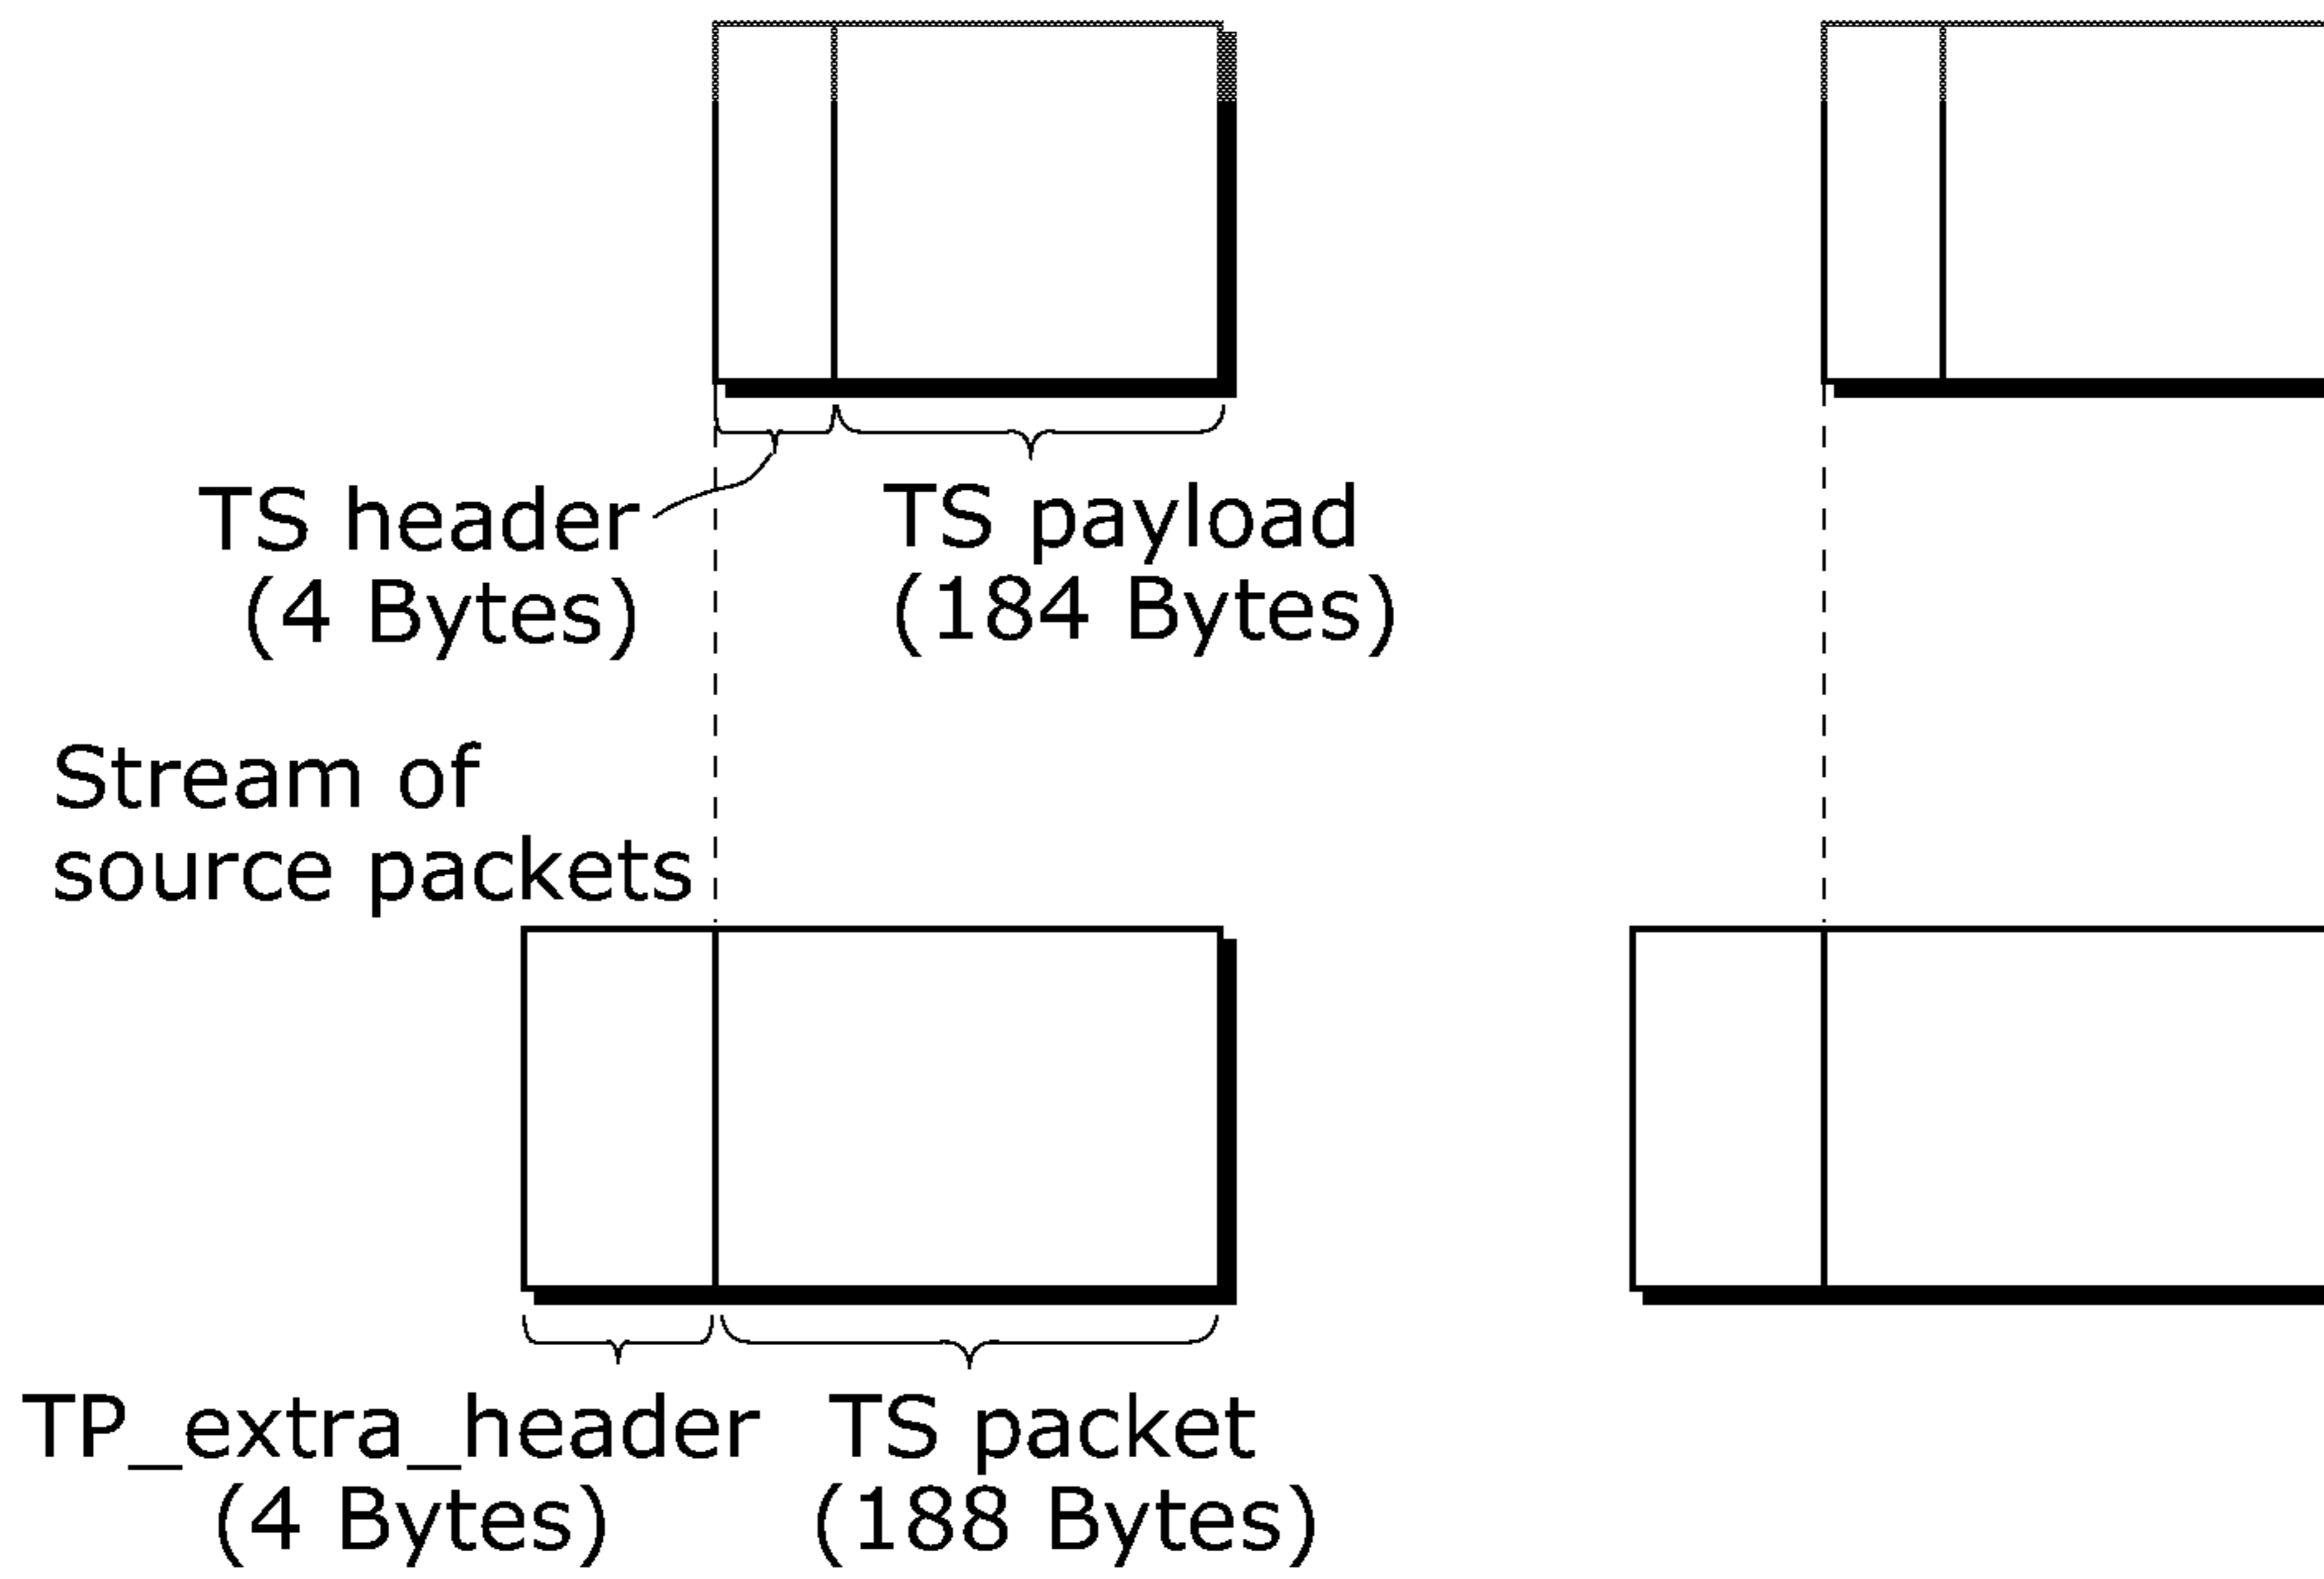 TS header
(4 Bytes)
TS payload
(184 Bytes)
Stream of
source packets
TP_extra_header
(4 Bytes)
TS packet
(188 Bytes)